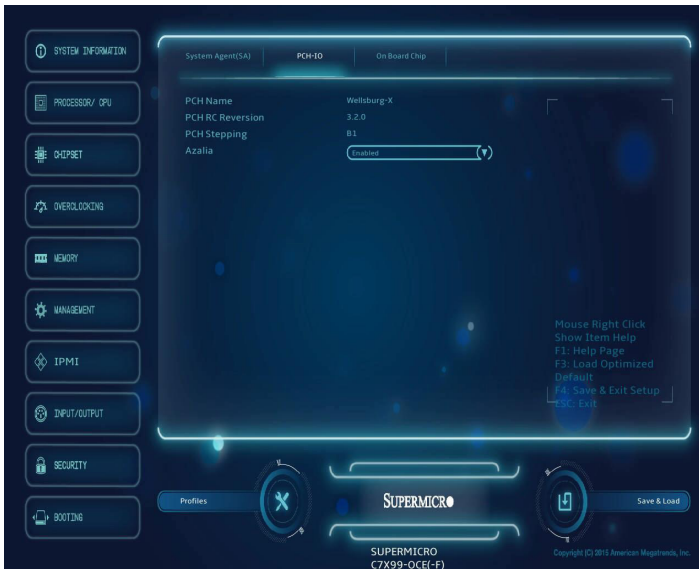 SYSTEM INFORMATION
PROCESSOR/ CPU
CHIPSET
OVERCLOCKING
MEMORY
MANAGEMENT
IPMI
INPUT/OUTPUT
SECURITY
BOOTING
System Agent(SA) PCH-IO On Board Chip
PCH Name Wellsburg-X
PCH RC Reversion 3.2.0
PCH Stepping B1
Azalia Enabled
Mouse Right Click
Show Item Help
F1: Help Page
F3: Load Optimized
Default
F4: Save & Exit Setup
ESC: Exit
Profiles
SUPERMICRO
Save & Load
SUPERMICRO
C7X99-OCE(-F)
Copyright (C) 2015 American Megatrends, Inc.